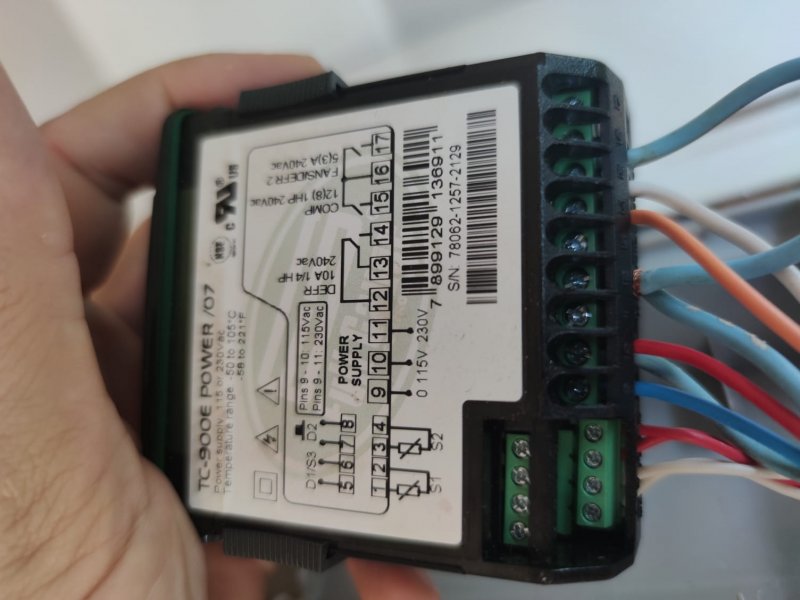 TC-900E POWER /07
Power supply 115 or 230Vac
Temperature range -50 to 105°C
-58 to 221°F
c UR ® us
NSF
Pins 9 - 10: 115Vac
Pins 9 - 11: 230Vac
DEFR
10A 1/4 HP
240Vac
COMP
12(8) 1HP 240Vac
FANS/DEFR 2
5(3)A 240Vac
POWER
SUPPLY
D1/S3 D2
5 6 7 8
1 2 3 4 9 10 11 12 13 14 15 16 17
S1 S2
0 115V 230V
7 899129 136911
S/N: 78062-1257-2129